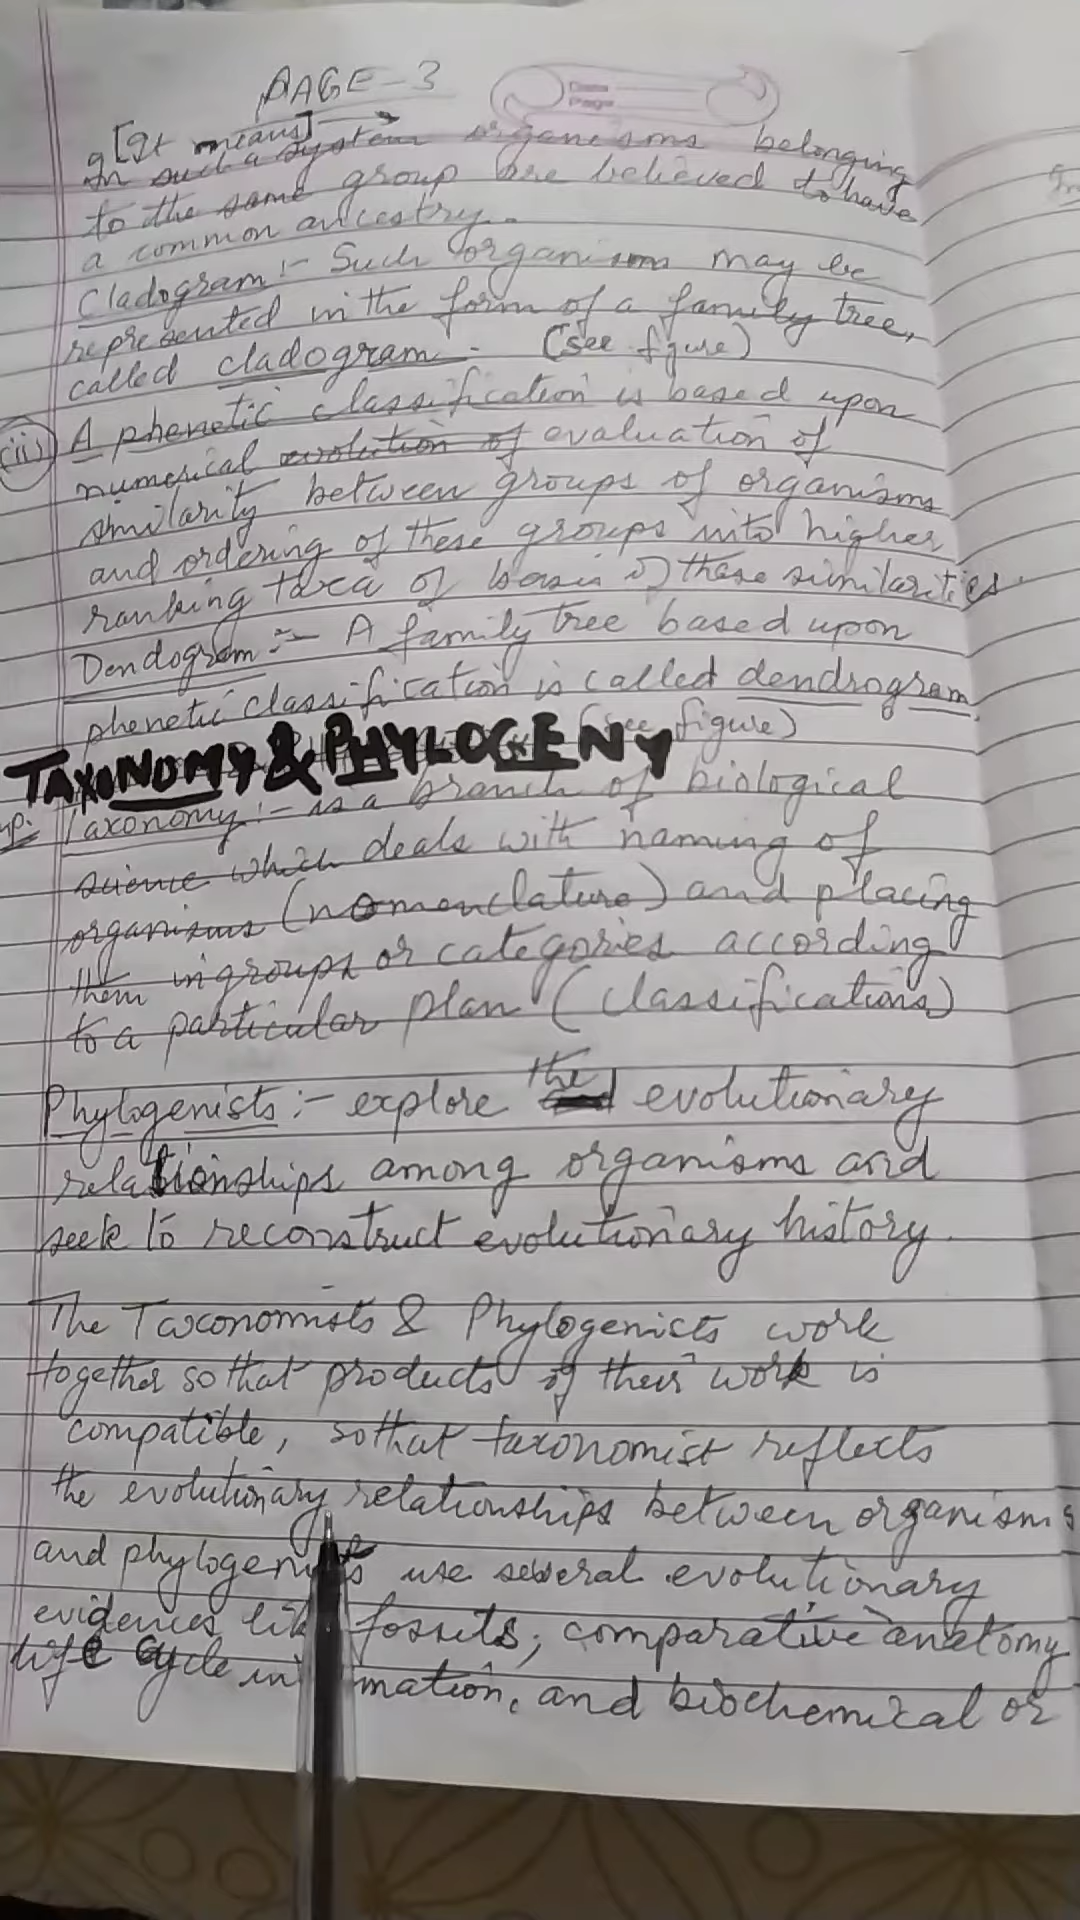 PAGE-3
Date
Page
[It means]
In such a system organisms belonging
to the same group are believed to have
a common ancestry.
Cladogram:- Such organism may be
represented in the form of a family tree,
called cladogram. (see figure)
(ii) A phenetic classification is based upon
numerical evolution of evaluation of
similarity between groups of organisms
and ordering of these groups into higher
ranking taxa of basis of these similarities.
Dendogram:- A family tree based upon
phenetic classification is called dendrogram.
(see figure)
TAXONOMY & PHYLOGENY
Taxonomy:- is a branch of biological
science which deals with naming of
organisms (nomenclature) and placing
them in groups or categories according
to a particular plan (classifications)
Phylogenists:- explore the evolutionary
relationships among organisms and
seek to reconstruct evolutionary history.
The Taxonomists & Phylogenists work
together so that products of their work is
compatible, so that taxonomist reflects
the evolutionary relationships between organisms
and phylogenists use several evolutionary
evidences like fossils, comparative anatomy
life cycle in mation, and biochemical or